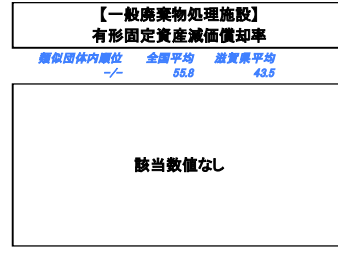 【一般廃棄物処理施設】
有形固定資産減価償却率
類似団体内順位 全国平均 滋賀県平均
-/- 55.8 43.5
該当数値なし